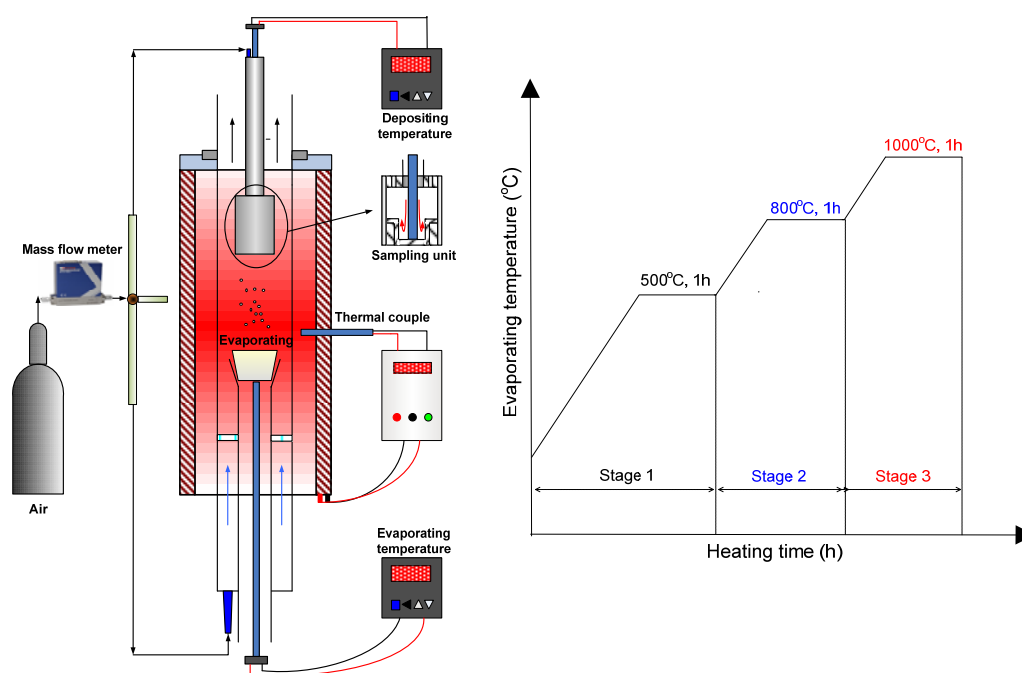 Depositing
temperature
Sampling unit
Mass flow meter
Thermal couple
Evaporating
Air
Evaporating
temperature
Evaporating temperature (°C)
1000°C, 1h
800°C, 1h
500°C, 1h
Stage 1
Stage 2
Stage 3
Heating time (h)